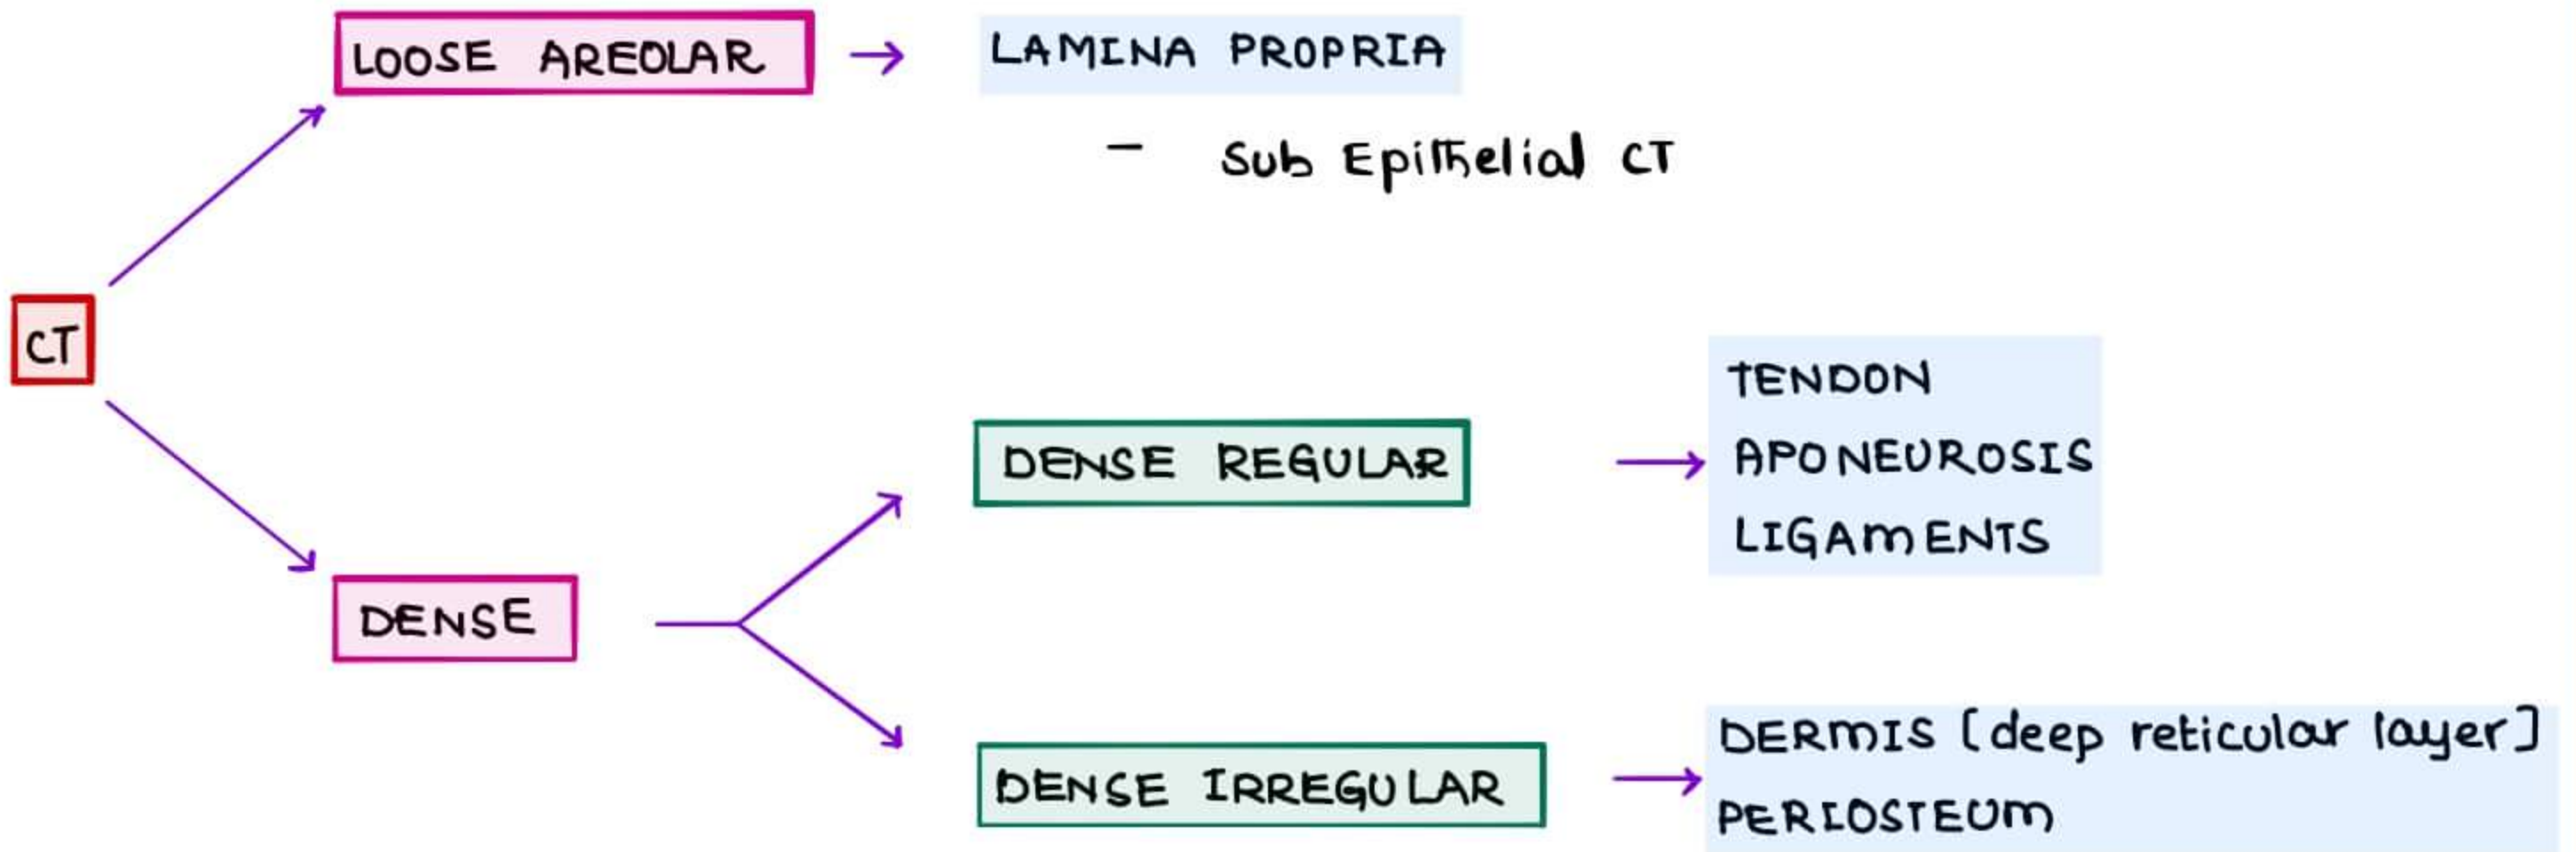 LOOSE AREOLAR
LAMINA PROPRIA
- Sub Epithelial CT
CT
DENSE
DENSE REGULAR
TENDON
APONEUROSIS
LIGAMENTS
DENSE IRREGULAR
DERMIS [deep reticular layer]
PERIOSTEUM